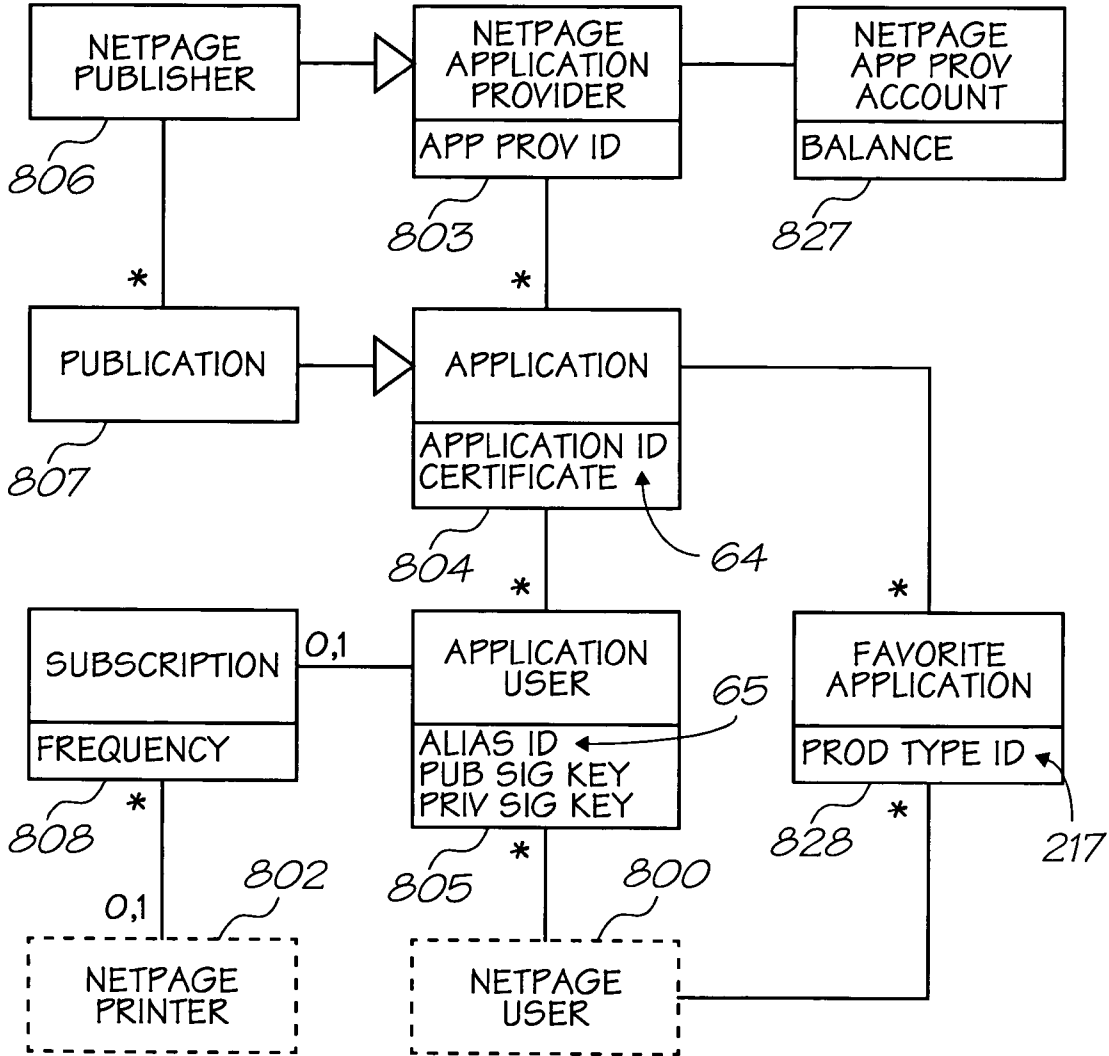 NETPAGE
PUBLISHER
NETPAGE
APPLICATION
PROVIDER
APP PROV ID
NETPAGE
APP PROV
ACCOUNT
BALANCE
806
803
827
*
*
PUBLICATION
APPLICATION
APPLICATION ID
CERTIFICATE
807
804
64
*
*
SUBSCRIPTION
FREQUENCY
0,1
APPLICATION
USER
ALIAS ID
PUB SIG KEY
PRIV SIG KEY
65
FAVORITE
APPLICATION
PROD TYPE ID
*
808
*
805
*
828
217
802
800
0,1
NETPAGE
PRINTER
NETPAGE
USER